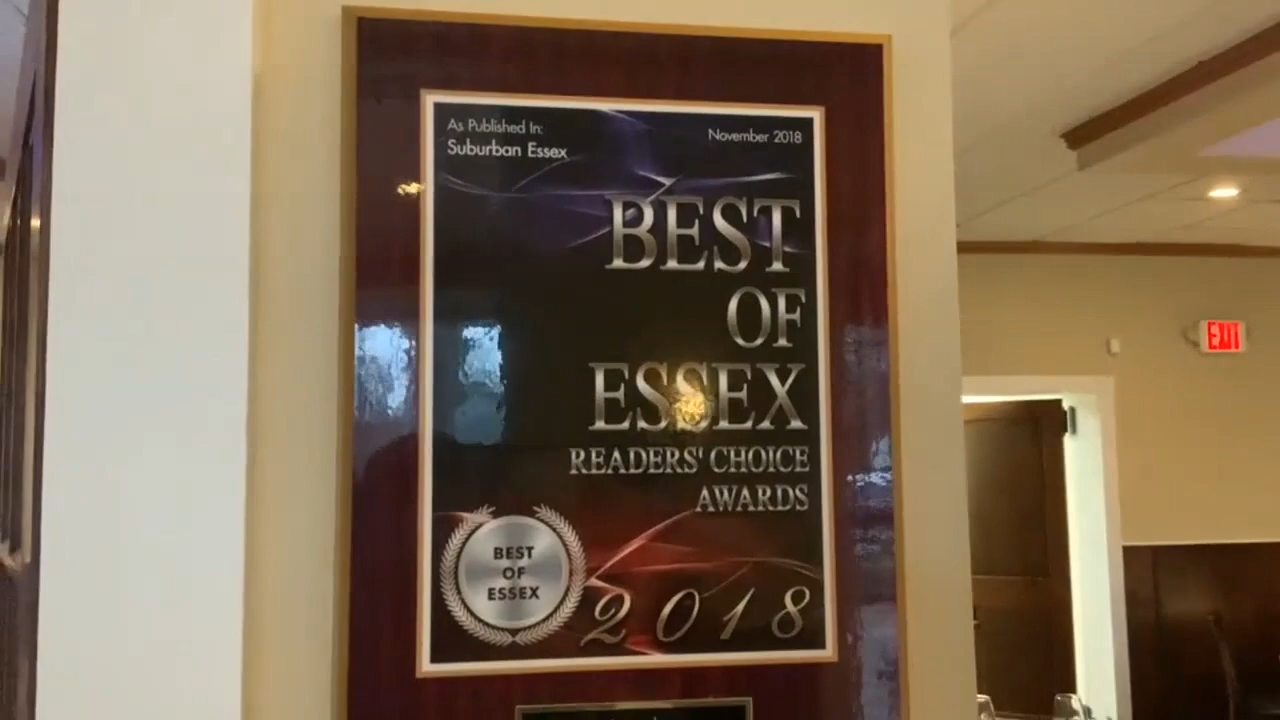 As Published In:
Suburban Essex
November 2018
BEST
OF
ESSEX
READERS' CHOICE
AWARDS
BEST
OF
ESSEX
2018
EXIT